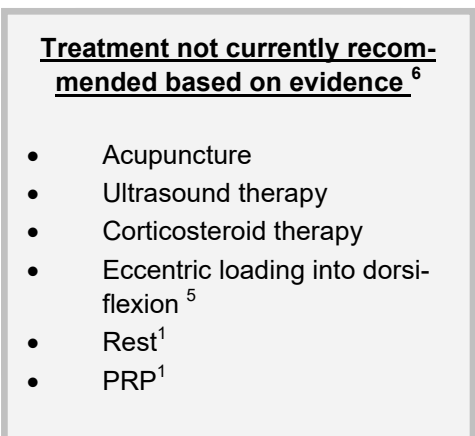 Treatment not currently recom-
mended based on evidence 6
• Acupuncture
• Ultrasound therapy
• Corticosteroid therapy
• Eccentric loading into dorsi-
flexion 5
• Rest1
• PRP1